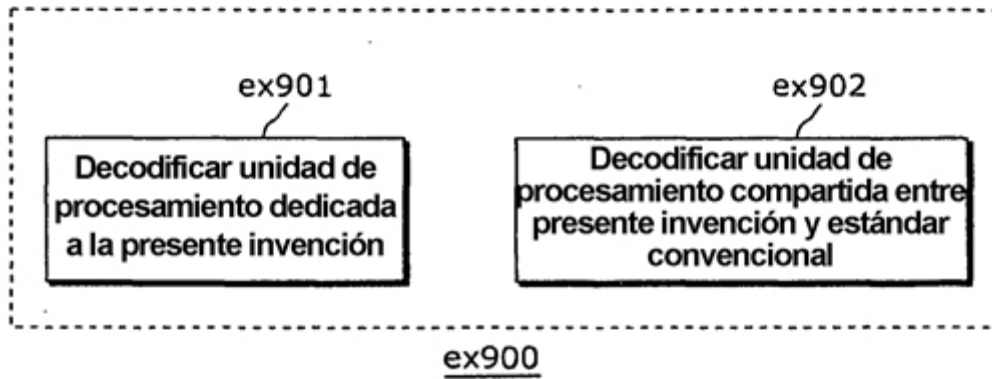 ex901
Decodificar unidad de
procesamiento dedicada
a la presente invención
ex902
Decodificar unidad de
procesamiento compartida entre
presente invención y estándar
convencional
ex900